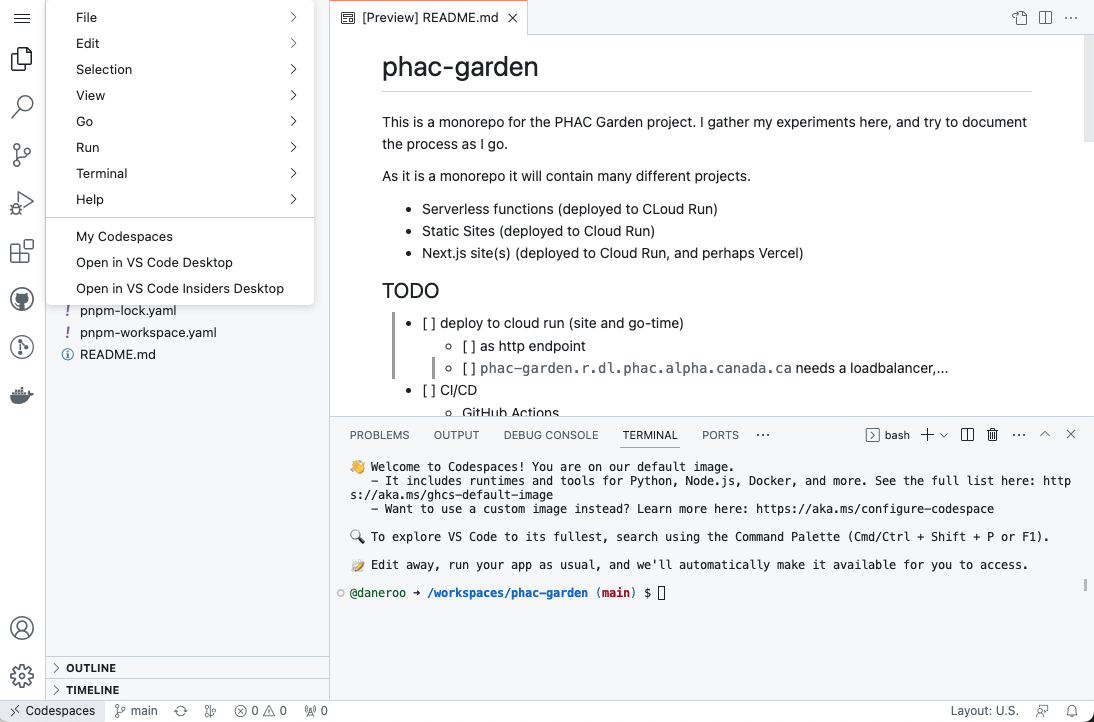 File
Edit
Selection
View
Go
Run
Terminal
Help
My Codespaces
Open in VS Code Desktop
Open in VS Code Insiders Desktop
! pnpm-lock.yaml
! pnpm-workspace.yaml
README.md
OUTLINE
TIMELINE
[Preview] README.md
phac-garden
This is a monorepo for the PHAC Garden project. I gather my experiments here, and try to document
the process as I go.
As it is a monorepo it will contain many different projects.
• Serverless functions (deployed to CLoud Run)
• Static Sites (deployed to Cloud Run)
• Next.js site(s) (deployed to Cloud Run, and perhaps Vercel)
TODO
• [ ] deploy to cloud run (site and go-time)
◦ [ ] as http endpoint
◦ [ ] phac-garden.r.dl.phac.alpha.canada.ca needs a loadbalancer,...
• [ ] CI/CD
◦ GitHub Actions
PROBLEMS OUTPUT DEBUG CONSOLE TERMINAL PORTS ··· bash
👋 Welcome to Codespaces! You are on our default image.
- It includes runtimes and tools for Python, Node.js, Docker, and more. See the full list here: http
s://aka.ms/ghcs-default-image
- Want to use a custom image instead? Learn more here: https://aka.ms/configure-codespace
🔍 To explore VS Code to its fullest, search using the Command Palette (Cmd/Ctrl + Shift + P or F1).
📝 Edit away, run your app as usual, and we'll automatically make it available for you to access.
@daneroo ➜ /workspaces/phac-garden (main) $
Codespaces main 0 0 0 Layout: U.S.